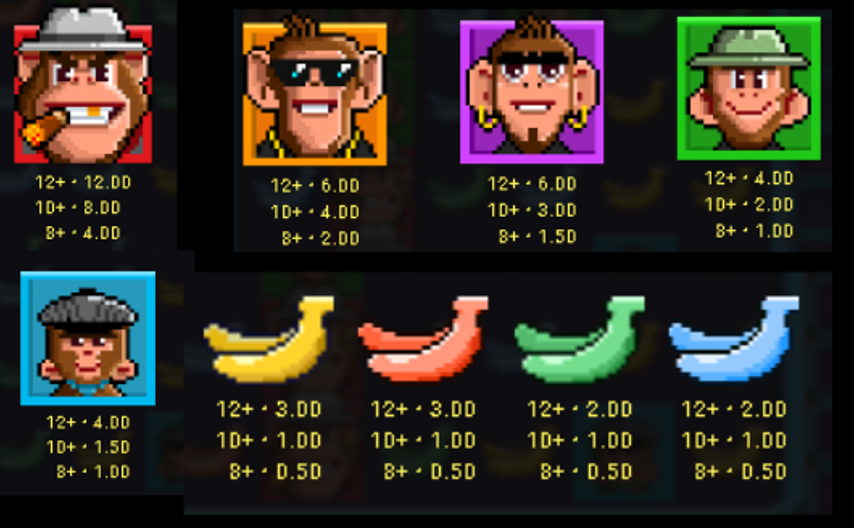 12+ · 12.00
10+ · 8.00
8+ · 4.00
12+ · 6.00
10+ · 4.00
8+ · 2.00
12+ · 6.00
10+ · 3.00
8+ · 1.50
12+ · 4.00
10+ · 2.00
8+ · 1.00
12+ · 4.00
10+ · 1.50
8+ · 1.00
12+ · 3.00
10+ · 1.00
8+ · 0.50
12+ · 3.00
10+ · 1.00
8+ · 0.50
12+ · 2.00
10+ · 1.00
8+ · 0.50
12+ · 2.00
10+ · 1.00
8+ · 0.50